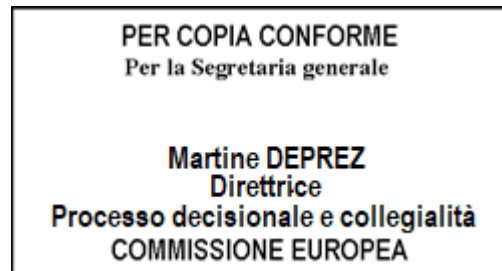 PER COPIA CONFORME
Per la Segretaria generale
Martine DEPREZ
Direttrice
Processo decisionale e collegialità
COMMISSIONE EUROPEA